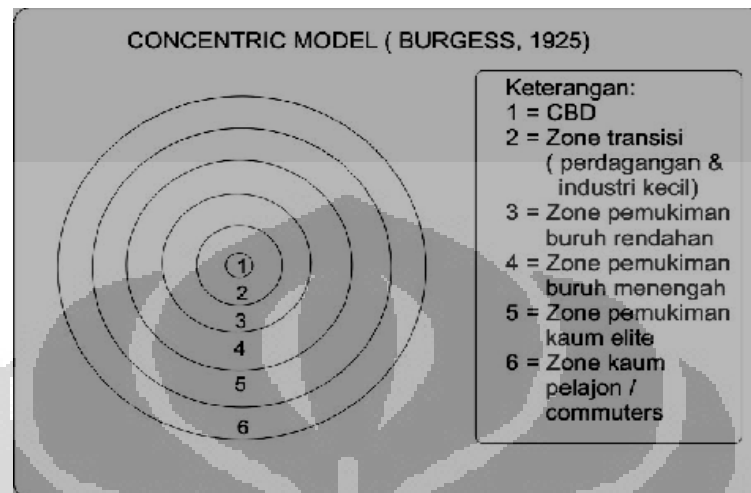 CONCENTRIC MODEL ( BURGESS, 1925)
1
2
3
4
5
6
Keterangan:
1 = CBD
2 = Zone transisi
( perdagangan &
industri kecil)
3 = Zone pemukiman
buruh rendahan
4 = Zone pemukiman
buruh menengah
5 = Zone pemukiman
kaum elite
6 = Zone kaum
pelajon /
commuters